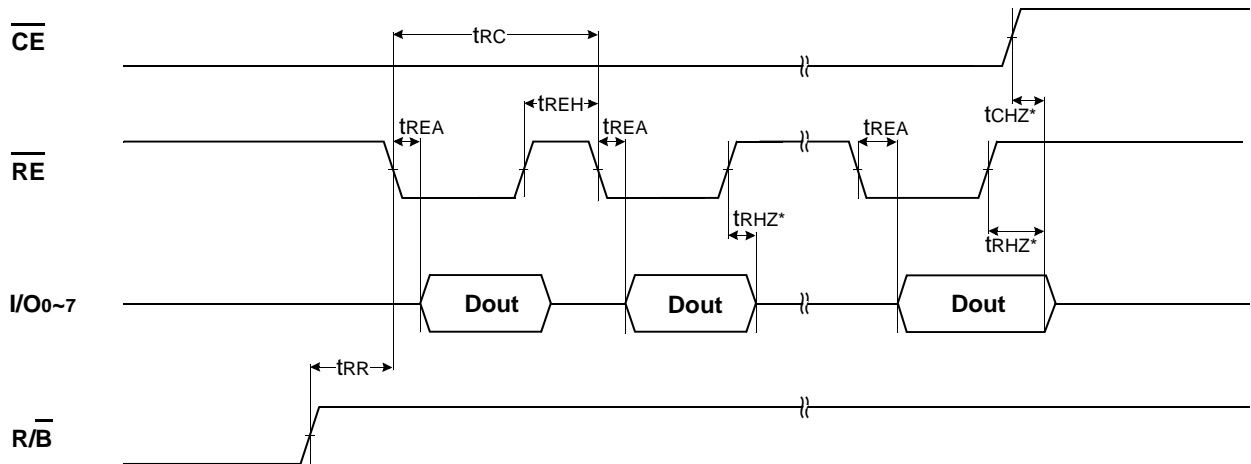 CE
tRC
tREH
tCHZ*
tREA
tREA
tREA
RE
tRHZ*
tRHZ*
I/O0~7
Dout
Dout
Dout
tRR
R/B